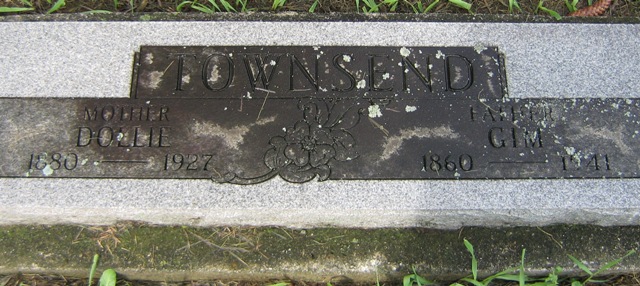 TOWNSEND
MOTHER FATHER
DOLLIE GIM
1880 — 1927 1860 — 1941